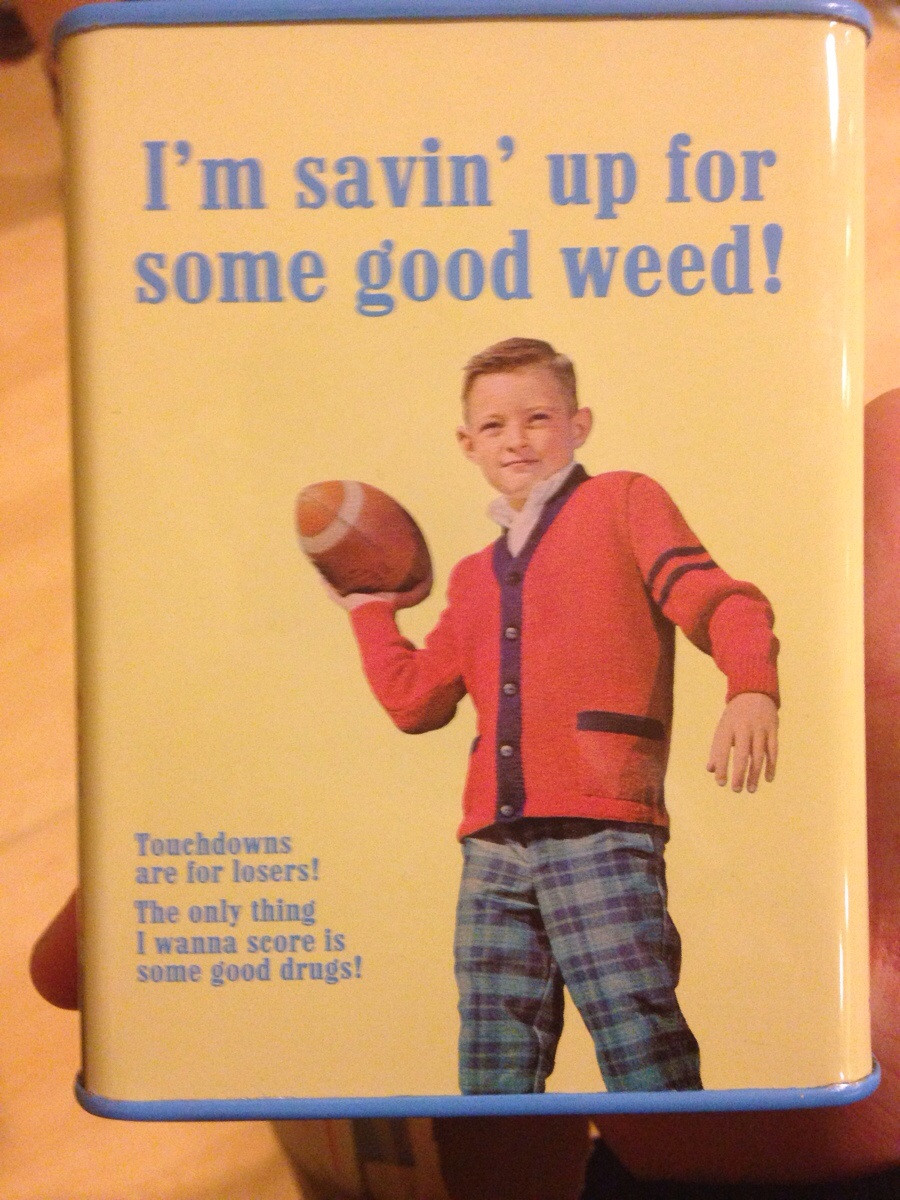 I'm savin' up for
some good weed!
Touchdowns
are for losers!
The only thing
I wanna score is
some good drugs!